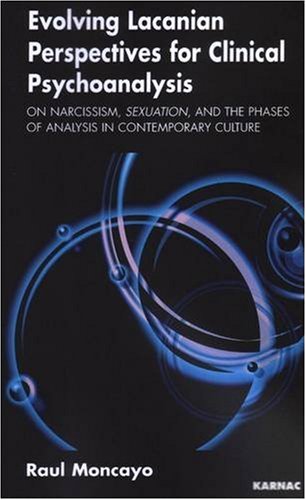 Evolving Lacanian
Perspectives for Clinical
Psychoanalysis
ON NARCISSISM, SEXUATION, AND THE PHASES
OF ANALYSIS IN CONTEMPORARY CULTURE
Raul Moncayo
KARNAC